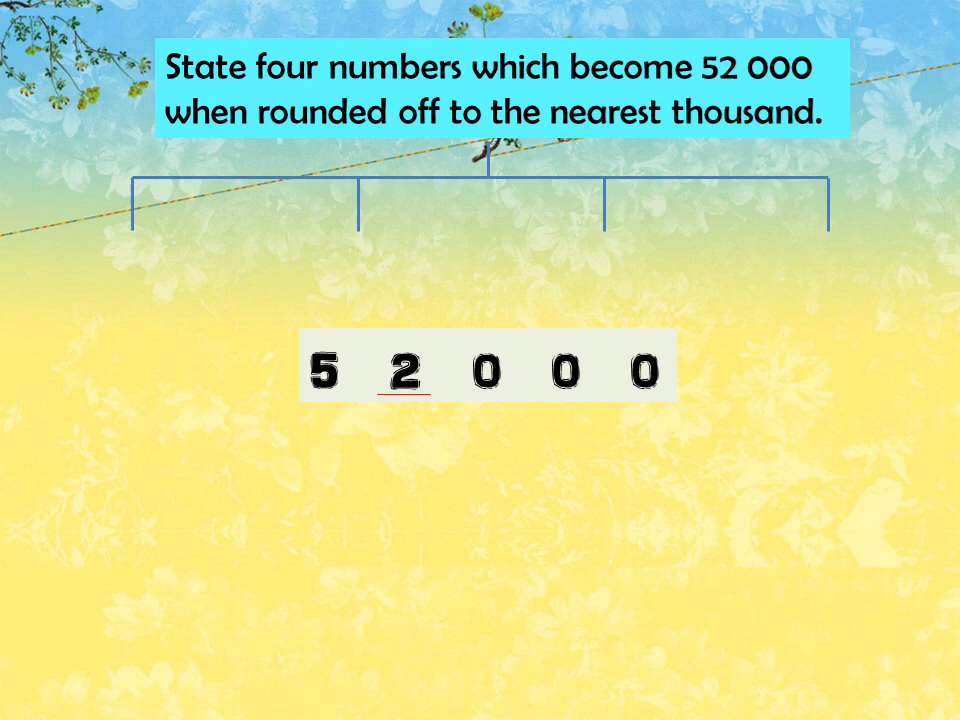 State four numbers which become 52 000
when rounded off to the nearest thousand.
5 2 0 0 0